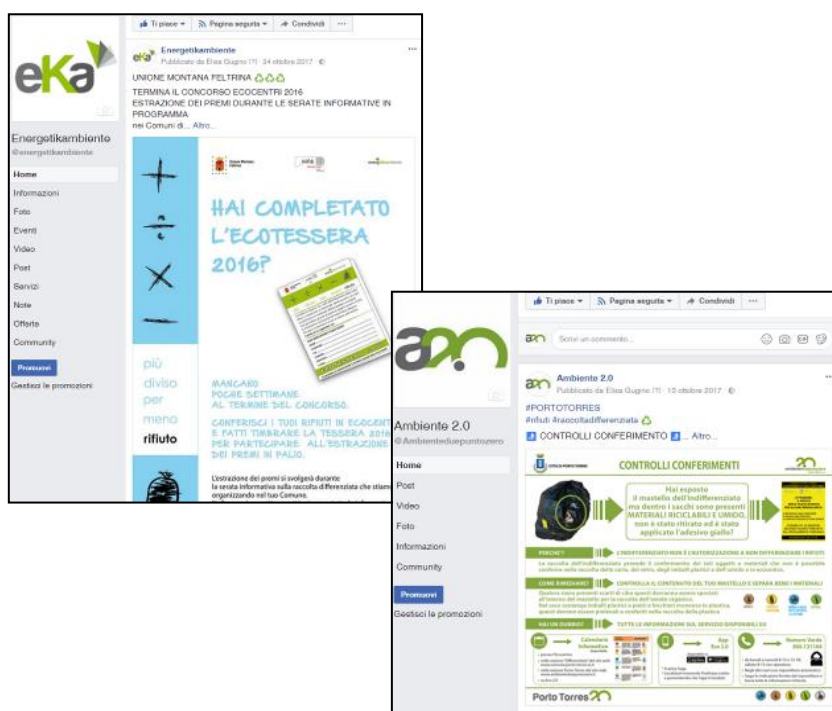 Ti piace
Pagina seguita
Condividi
eka
Energetikambiente
Pubblicato da Elisa Gugno [?] · 24 ottobre 2017
UNIONE MONTANA FELTRINA
TERMINA IL CONCORSO ECOCENTRI 2016
ESTRAZIONE DEI PREMI DURANTE LE SERATE INFORMATIVE IN
PROGRAMMA
nei Comuni di... Altro...
Energetikambiente
@energetikambiente
Home
Informazioni
Foto
Eventi
Video
Post
Servizi
Note
Offerte
Community
Promuovi
Gestisci le promozioni
HAI COMPLETATO
L'ECOTESSERA
2016?
più
diviso
per
meno
rifiuto
MANCANO
POCHE SETTIMANE
AL TERMINE DEL CONCORSO.
CONFERISCI I TUOI RIFIUTI IN ECOCENT
E FATTI TIMBRARE LA TESSERA 2016
PER PARTECIPARE ALL'ESTRAZIONE
DEI PREMI IN PALIO.
L'estrazione dei premi si svolgerà durante
la serata informativa sulla raccolta differenziata che stiam
organizzando nel tuo Comune.
Ti piace
Pagina seguita
Condividi
Scrivi un commento...
Ambiente 2.0
@Ambientedupuntozero
Home
Post
Video
Foto
Informazioni
Community
Promuovi
Gestisci le promozioni
Ambiente 2.0
Pubblicato da Elisa Gugno [?] · 13 ottobre 2017
#PORTOTORRES
#rifiuti #raccoltadifferenziata
CONTROLLI CONFERIMENTO ... Altro...
CONTROLLI CONFERIMENTI
Hai esposto
il mastello dell'indifferenziato
ma dentro i sacchi sono presenti
MATERIALI RICICLABILI E UMIDO,
non è stato ritirato ed è stato
applicato l'adesivo giallo?
PERCHE'?
L'INDIFFERENZIATO NON È L'AUTORIZZAZIONE A NON DIFFERENZIARE I RIFIUTI
COME RIMEDIARE?
CONTROLLA IL CONTENUTO DEL TUO MASTELLO E SEPARA BENE I MATERIALI
HAI UN DUBBIO?
TUTTE LE INFORMAZIONI SUL SERVIZIO DISPONIBILI SU
Calendario
Informativo
App
Numero Verde
Porto Torres